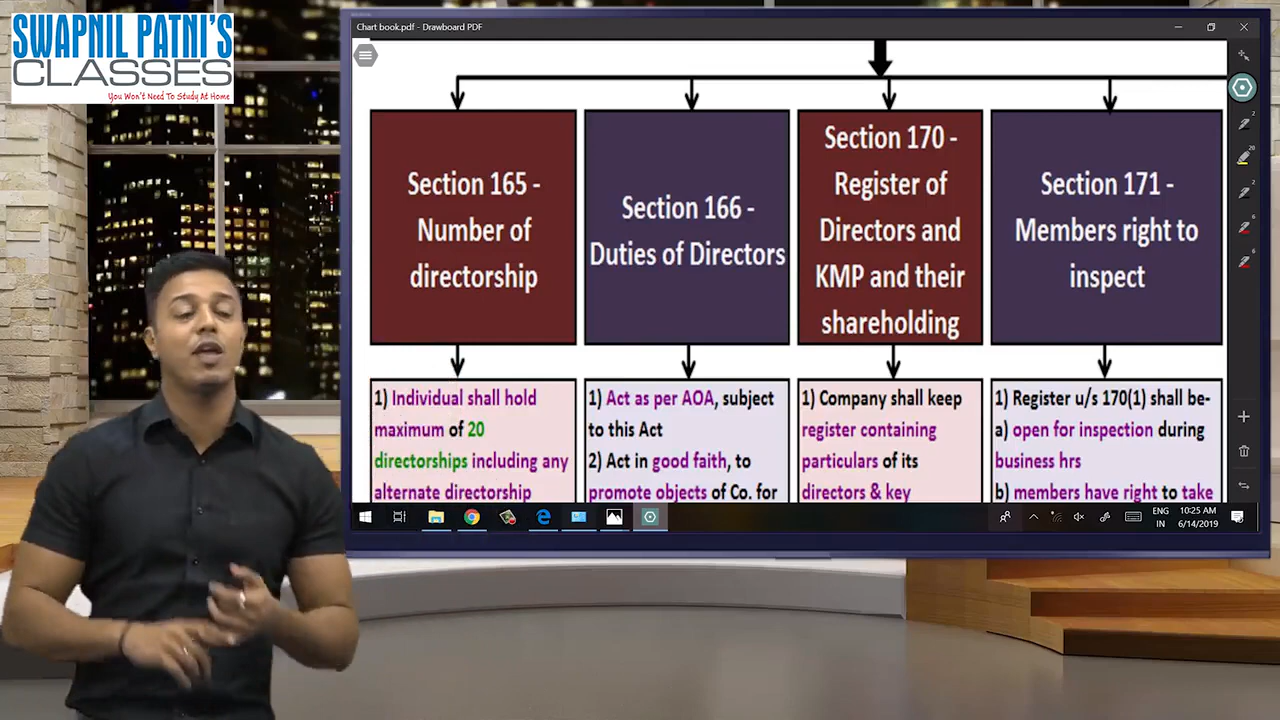 SWAPNIL PATNI'S
CLASSES
You Won't Need To Study At Home
Chart book.pdf - Drawboard PDF
Section 165 -
Number of
directorship
Section 166 -
Duties of Directors
Section 170 -
Register of
Directors and
KMP and their
shareholding
Section 171 -
Members right to
inspect
1) Individual shall hold
maximum of 20
directorships including any
alternate directorship
1) Act as per AOA, subject
to this Act
2) Act in good faith, to
promote objects of Co. for
1) Company shall keep
register containing
particulars of its
directors & key
1) Register u/s 170(1) shall be-
a) open for inspection during
business hrs
b) members have right to take
ENG
IN
10:25 AM
6/14/2019